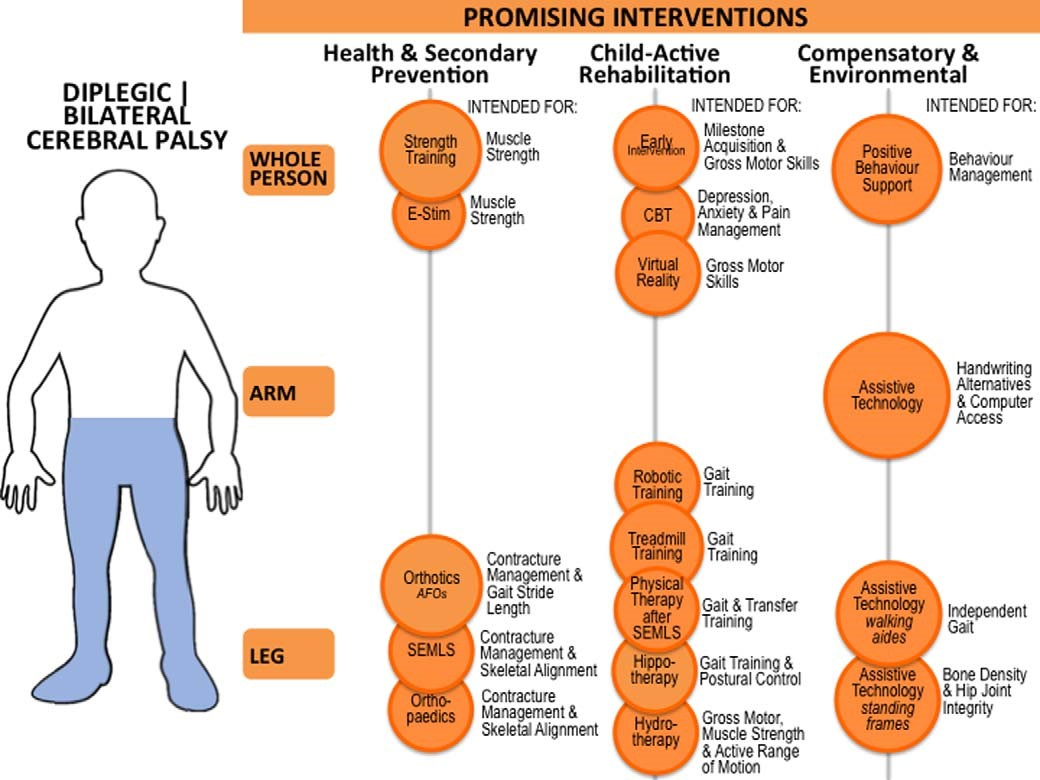 PROMISING INTERVENTIONS
DIPLEGIC |
BILATERAL
CEREBRAL PALSY
Health & Secondary
Prevention
Child-Active
Rehabilitation
Compensatory &
Environmental
INTENDED FOR:
INTENDED FOR:
INTENDED FOR:
WHOLE
PERSON
Strength
Training
Muscle
Strength
E-Stim
Muscle
Strength
Early
Intervention
Milestone
Acquisition &
Gross Motor Skills
CBT
Depression,
Anxiety & Pain
Management
Virtual
Reality
Gross Motor
Skills
Positive
Behaviour
Support
Behaviour
Management
ARM
Assistive
Technology
Handwriting
Alternatives
& Computer
Access
LEG
Orthotics
AFOs
Contracture
Management &
Gait Stride
Length
SEMLS
Contracture
Management &
Skeletal Alignment
Ortho-
paedics
Contracture
Management &
Skeletal Alignment
Robotic
Training
Gait
Training
Treadmill
Training
Gait
Training
Physical
Therapy
after
SEMLS
Gait & Transfer
Training
Hippo-
therapy
Gait Training &
Postural Control
Hydro-
therapy
Gross Motor,
Muscle Strength
& Active Range
of Motion
Assistive
Technology
walking
aides
Independent
Gait
Assistive
Technology
standing
frames
Bone Density
& Hip Joint
Integrity